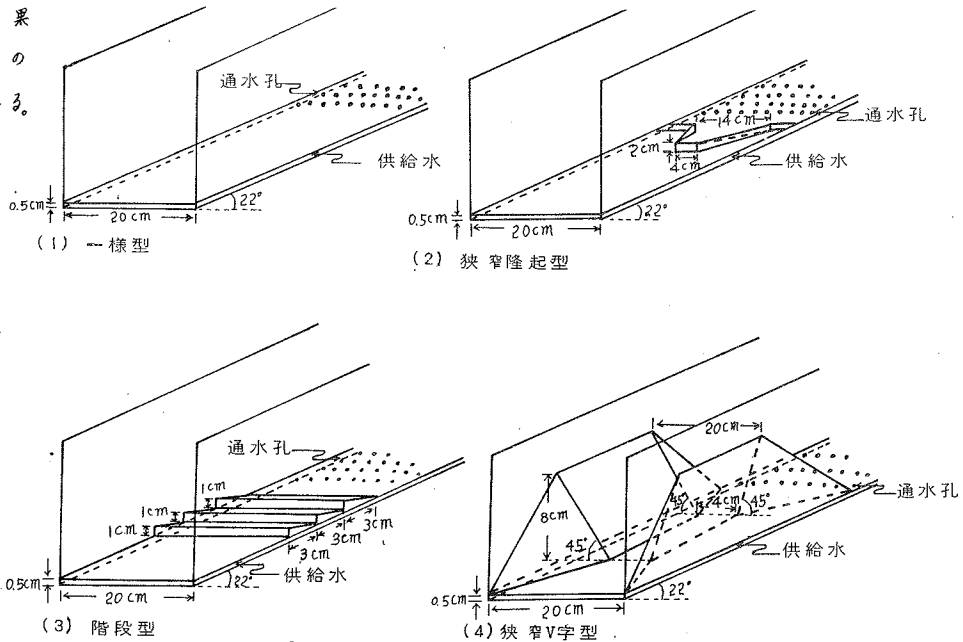 果
の
る。
通水孔
供給水
0.5cm
20cm
22°
(1) 一様型
14cm
通水孔
2cm
4cm
供給水
0.5cm
20cm
22°
(2) 狭窄隆起型
通水孔
1cm
1cm
1cm
3cm
3cm
3cm
供給水
0.5cm
20cm
22°
(3) 階段型
20cm
8cm
45°
4cm
45°
45°
通水孔
供給水
0.5cm
20cm
22°
(4) 狭窄V字型